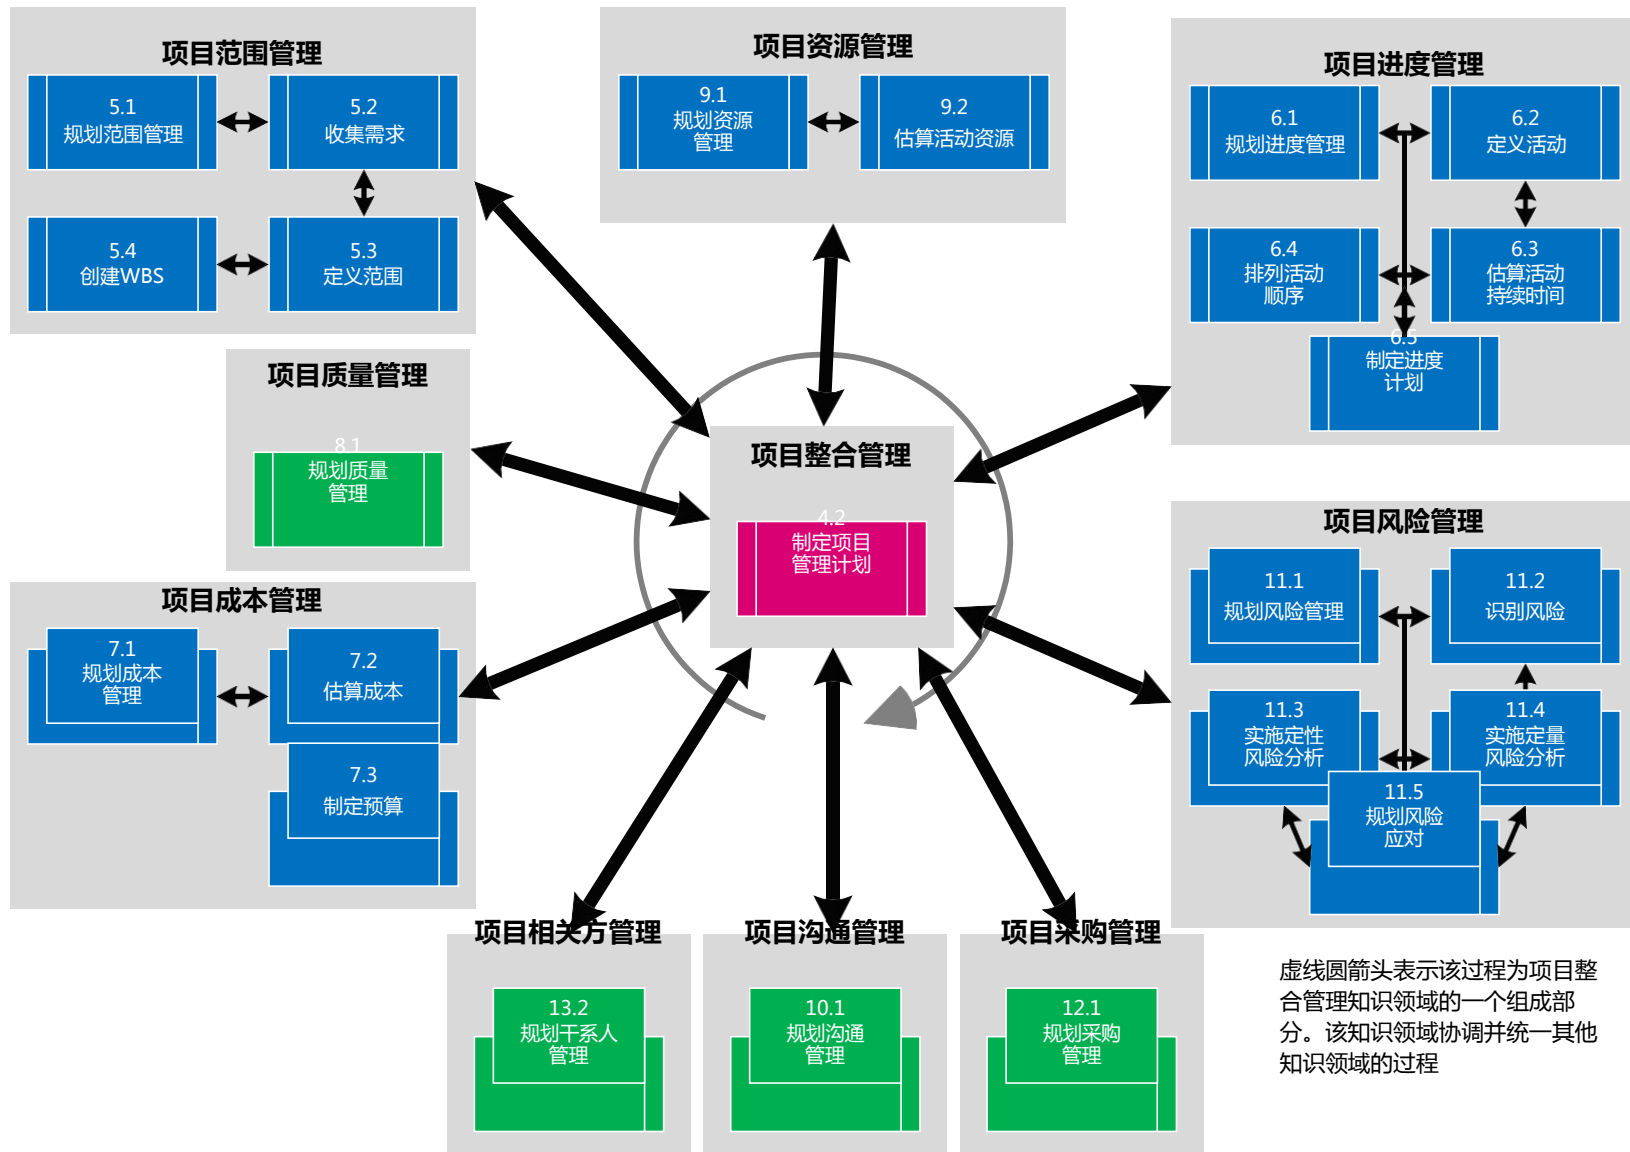 项目范围管理
5.1
规划范围管理
5.2
收集需求
5.4
创建WBS
5.3
定义范围
项目资源管理
9.1
规划资源
管理
9.2
估算活动资源
项目进度管理
6.1
规划进度管理
6.2
定义活动
6.4
排列活动
顺序
6.3
估算活动
持续时间
6.5
制定进度
计划
项目质量管理
8.1
规划质量
管理
项目整合管理
4.2
制定项目
管理计划
项目风险管理
11.1
规划风险管理
11.2
识别风险
11.3
实施定性
风险分析
11.4
实施定量
风险分析
11.5
规划风险
应对
项目成本管理
7.1
规划成本
管理
7.2
估算成本
7.3
制定预算
项目相关方管理
13.2
规划干系人
管理
项目沟通管理
10.1
规划沟通
管理
项目采购管理
12.1
规划采购
管理
虚线圆箭头表示该过程为项目整
合管理知识领域的一个组成部
分。该知识领域协调并统一其他
知识领域的过程